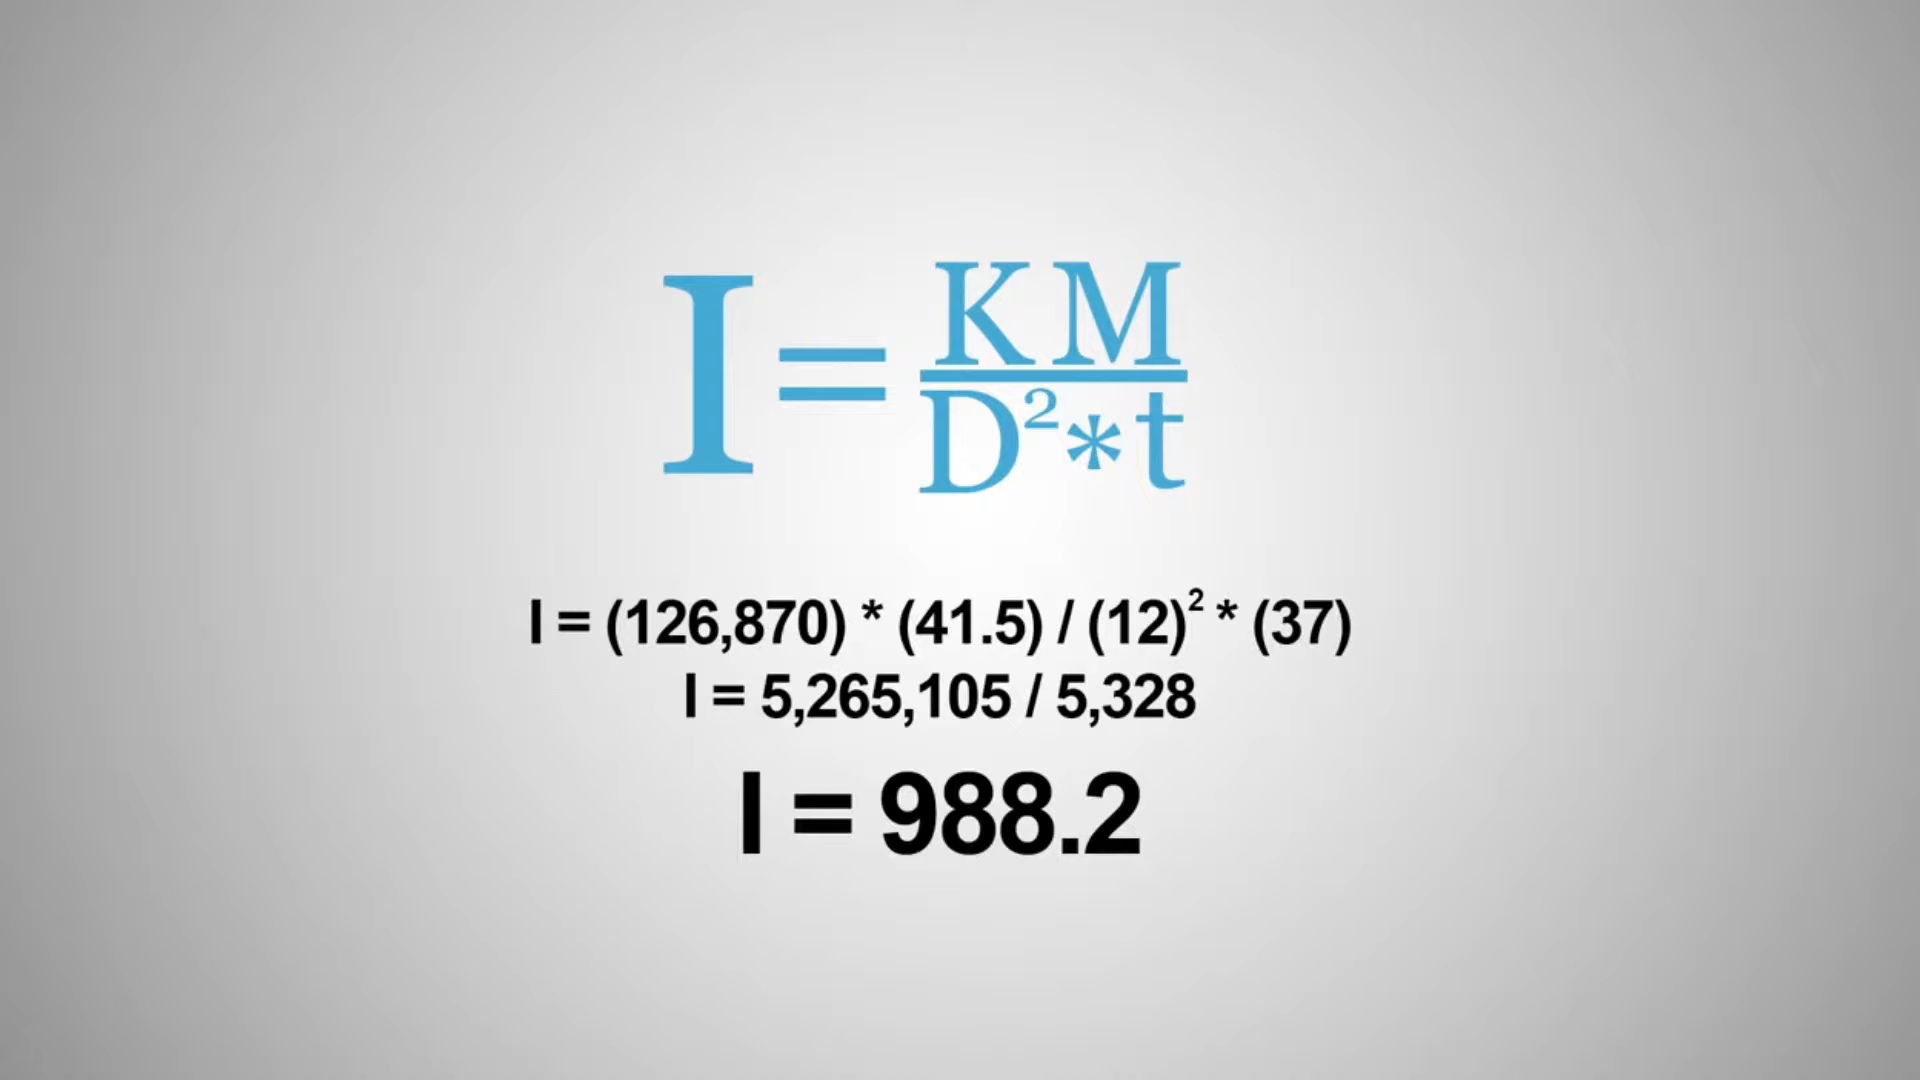 I = KM / D² * t
I = (126,870) * (41.5) / (12)² * (37)
I = 5,265,105 / 5,328
I = 988.2